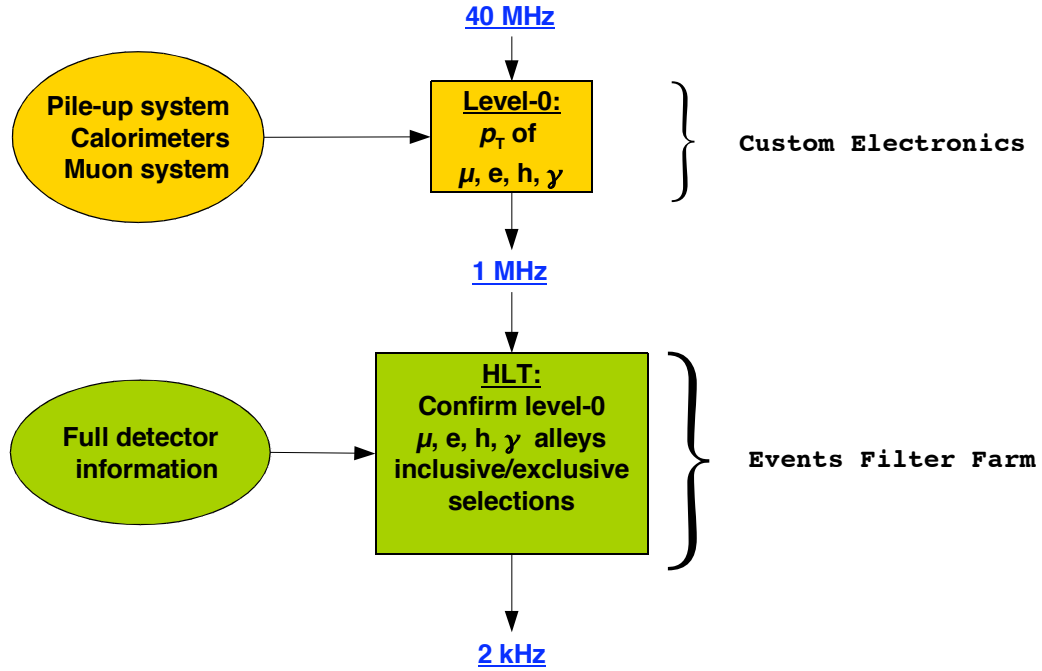 40 MHz
Pile-up system
Calorimeters
Muon system
Level-0:
pT of
μ, e, h, γ
Custom Electronics
1 MHz
Full detector
information
HLT:
Confirm level-0
μ, e, h, γ alleys
inclusive/exclusive
selections
Events Filter Farm
2 kHz